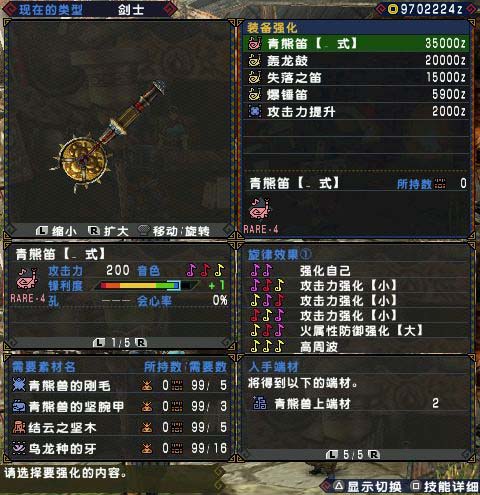 现在的类型 剑士
9702224z
装备强化
青熊笛【 式】 35000z
轰龙鼓 20000z
失落之笛 15000z
爆锤笛 5900z
攻击力提升 2000z
青熊笛【 式】 所持数 0
RARE-4
L 缩小 R 扩大 移动/旋转
青熊笛【 式】
攻击力 200 音色
锋利度 +1
RARE-4
孔 --- 会心率 0%
L 1/5 R
旋律效果①
强化自己
攻击力强化【小】
攻击力强化【小】
攻击力强化【小】
火属性防御强化【大】
高周波
需要素材名 所持数/需要数
青熊兽的刚毛 0 99/ 5
青熊兽的坚腕甲 0 99/ 3
结云之坚木 0 99/ 5
鸟龙种的牙 0 99/16
入手端材
将得到以下的端材。
青熊兽上端材 2
L 5/5 R
请选择要强化的内容。
显示切换 技能详细